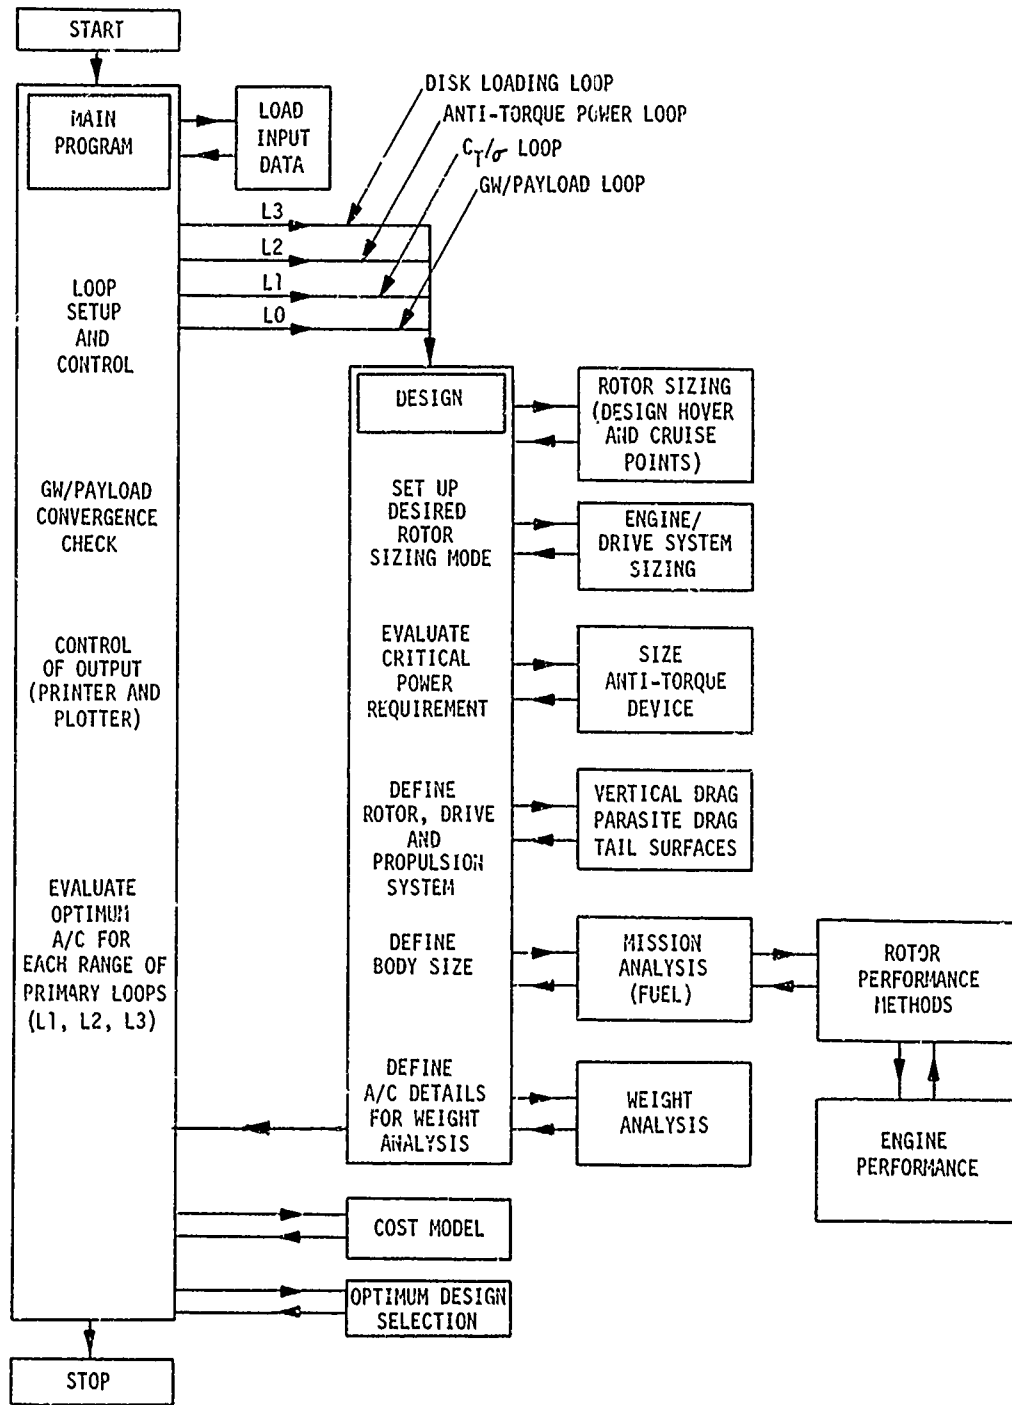 START
MAIN
PROGRAM
LOAD
INPUT
DATA
DISK LOADING LOOP
ANTI-TORQUE POWER LOOP
C_T/σ LOOP
GW/PAYLOAD LOOP
L3
L2
L1
L0
LOOP
SETUP
AND
CONTROL
GW/PAYLOAD
CONVERGENCE
CHECK
CONTROL
OF OUTPUT
(PRINTER AND
PLOTTER)
EVALUATE
OPTIMUM
A/C FOR
EACH RANGE OF
PRIMARY LOOPS
(L1, L2, L3)
DESIGN
SET UP
DESIRED
ROTOR
SIZING MODE
EVALUATE
CRITICAL
POWER
REQUIREMENT
DEFINE
ROTOR, DRIVE
AND
PROPULSION
SYSTEM
DEFINE
BODY SIZE
DEFINE
A/C DETAILS
FOR WEIGHT
ANALYSIS
ROTOR SIZING
(DESIGN HOVER
AND CRUISE
POINTS)
ENGINE/
DRIVE SYSTEM
SIZING
SIZE
ANTI-TORQUE
DEVICE
VERTICAL DRAG
PARASITE DRAG
TAIL SURFACES
MISSION
ANALYSIS
(FUEL)
ROTOR
PERFORMANCE
METHODS
WEIGHT
ANALYSIS
ENGINE
PERFORMANCE
COST MODEL
OPTIMUM DESIGN
SELECTION
STOP